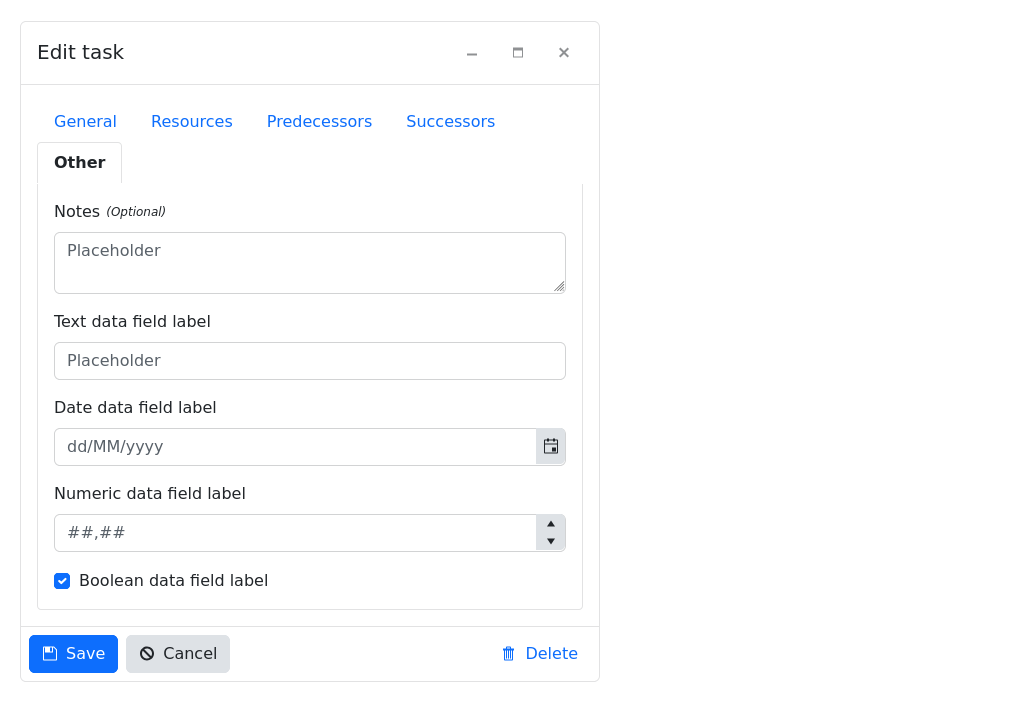 Edit task
General Resources Predecessors Successors
Other
Notes (Optional)
Placeholder
Text data field label
Placeholder
Date data field label
dd/MM/yyyy
Numeric data field label
##,##
Boolean data field label
Save Cancel Delete